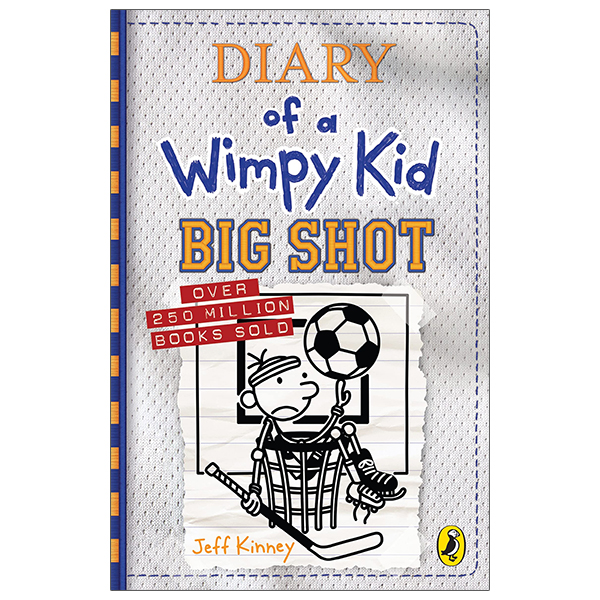 DIARY
of a
Wimpy Kid
BIG SHOT
OVER
250 MILLION
BOOKS SOLD
Jeff Kinney